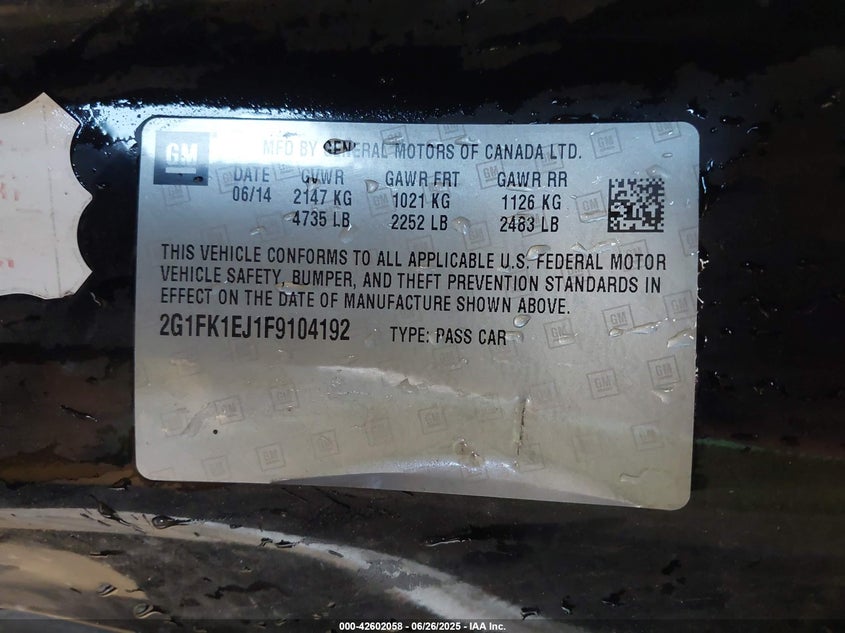 GM MFD BY GENERAL MOTORS OF CANADA LTD.
DATE GVWR GAWR FRT GAWR RR
06/14 2147 KG 1021 KG 1126 KG
4735 LB 2252 LB 2483 LB
THIS VEHICLE CONFORMS TO ALL APPLICABLE U.S. FEDERAL MOTOR
VEHICLE SAFETY, BUMPER, AND THEFT PREVENTION STANDARDS IN
EFFECT ON THE DATE OF MANUFACTURE SHOWN ABOVE.
2G1FK1EJ1F9104192 TYPE: PASS CAR
000-42602058 - 06/26/2025 - IAA Inc.